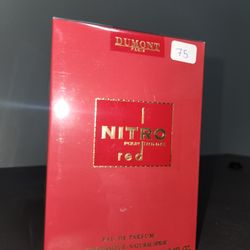 DUMONT
PARIS
75
NITRO
POUR HOMME
red
EAU DE PARFUM